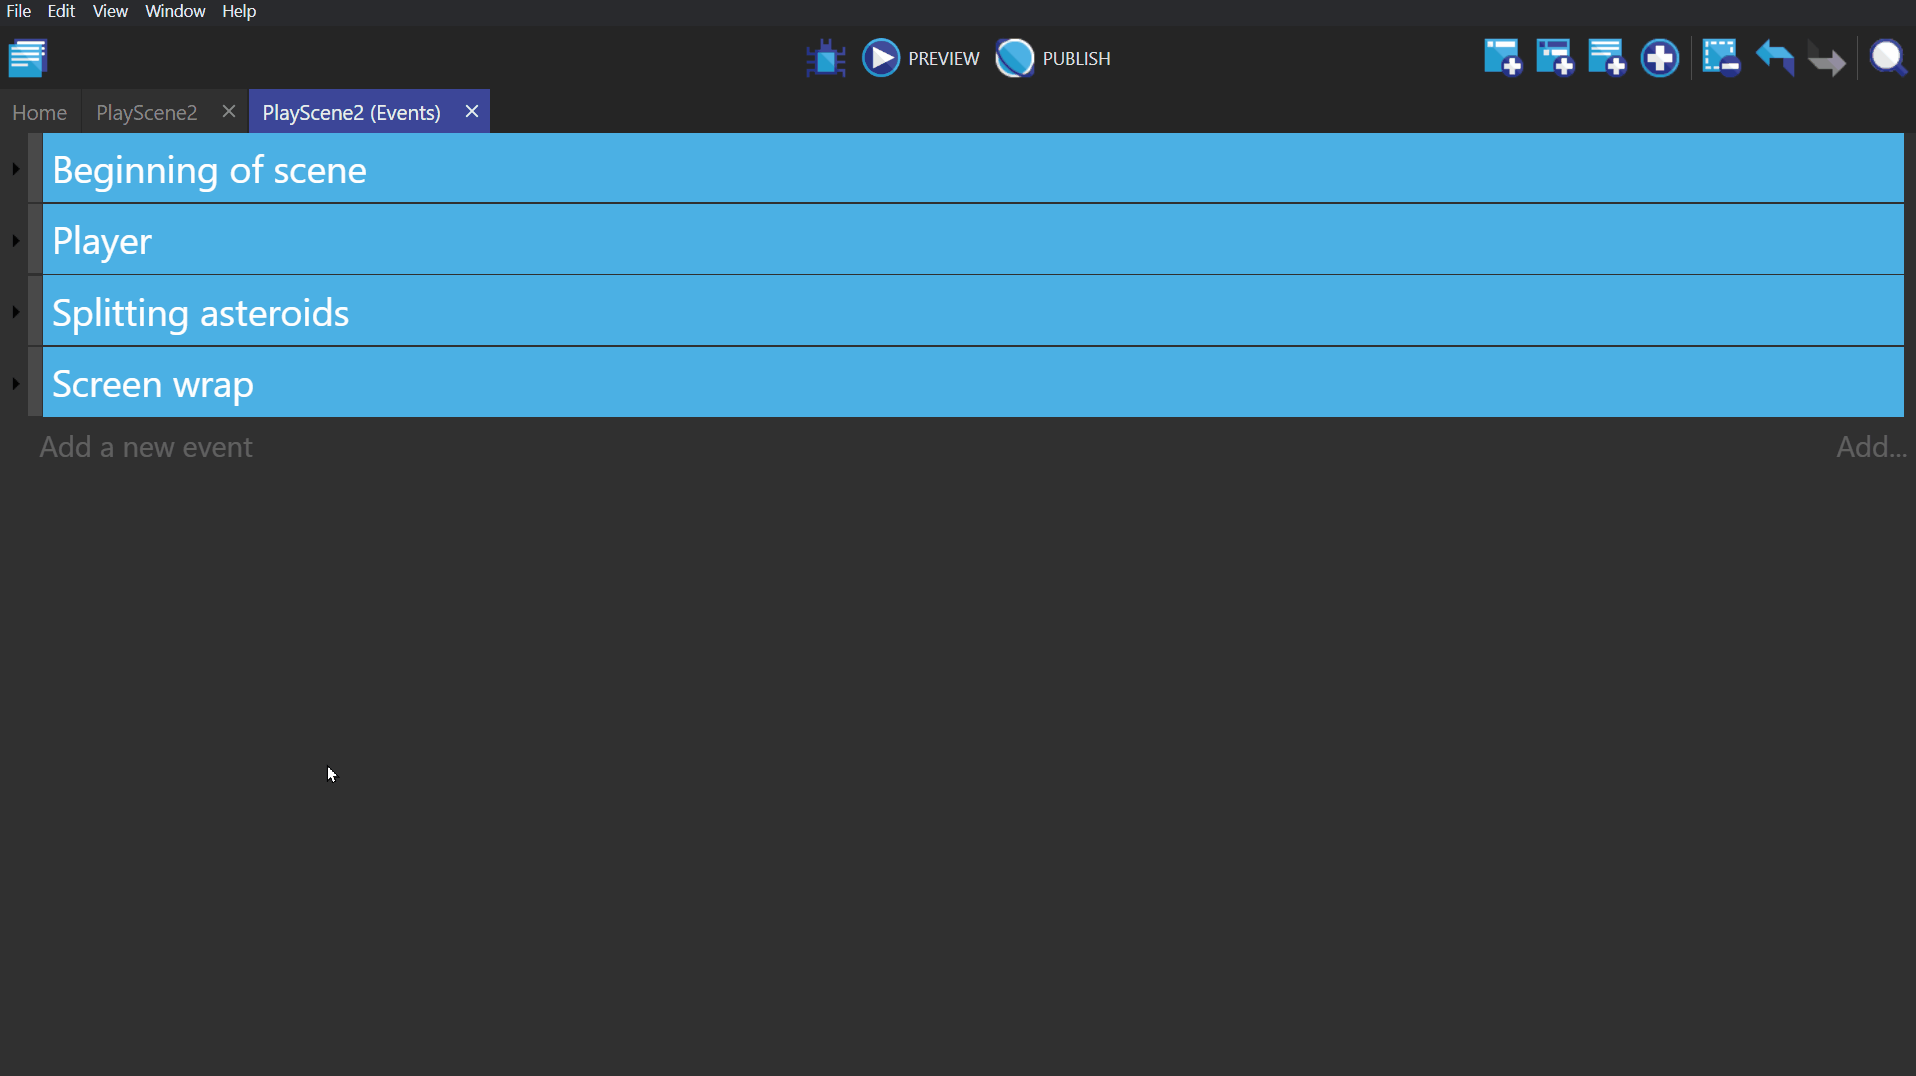 File Edit View Window Help
PREVIEW PUBLISH
Home PlayScene2 PlayScene2 (Events)
Beginning of scene
Player
Splitting asteroids
Screen wrap
Add a new event Add...